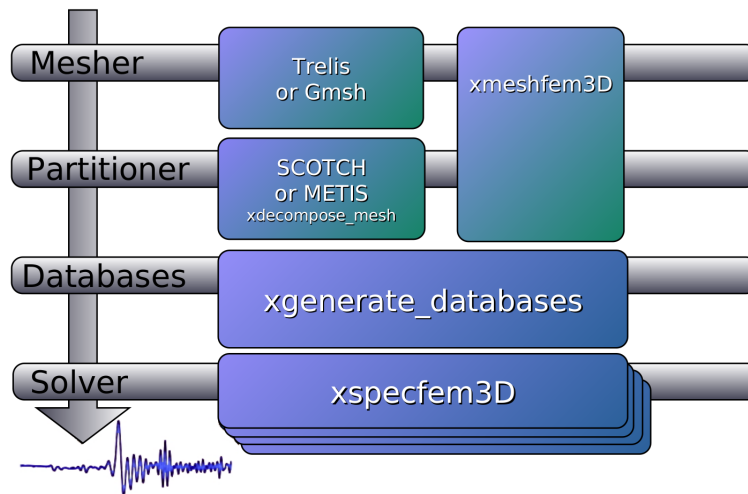 Mesher
Trelis
or Gmsh
xmeshfem3D
Partitioner
SCOTCH
or METIS
xdecompose_mesh
Databases
xgenerate_databases
Solver
xspecfem3D